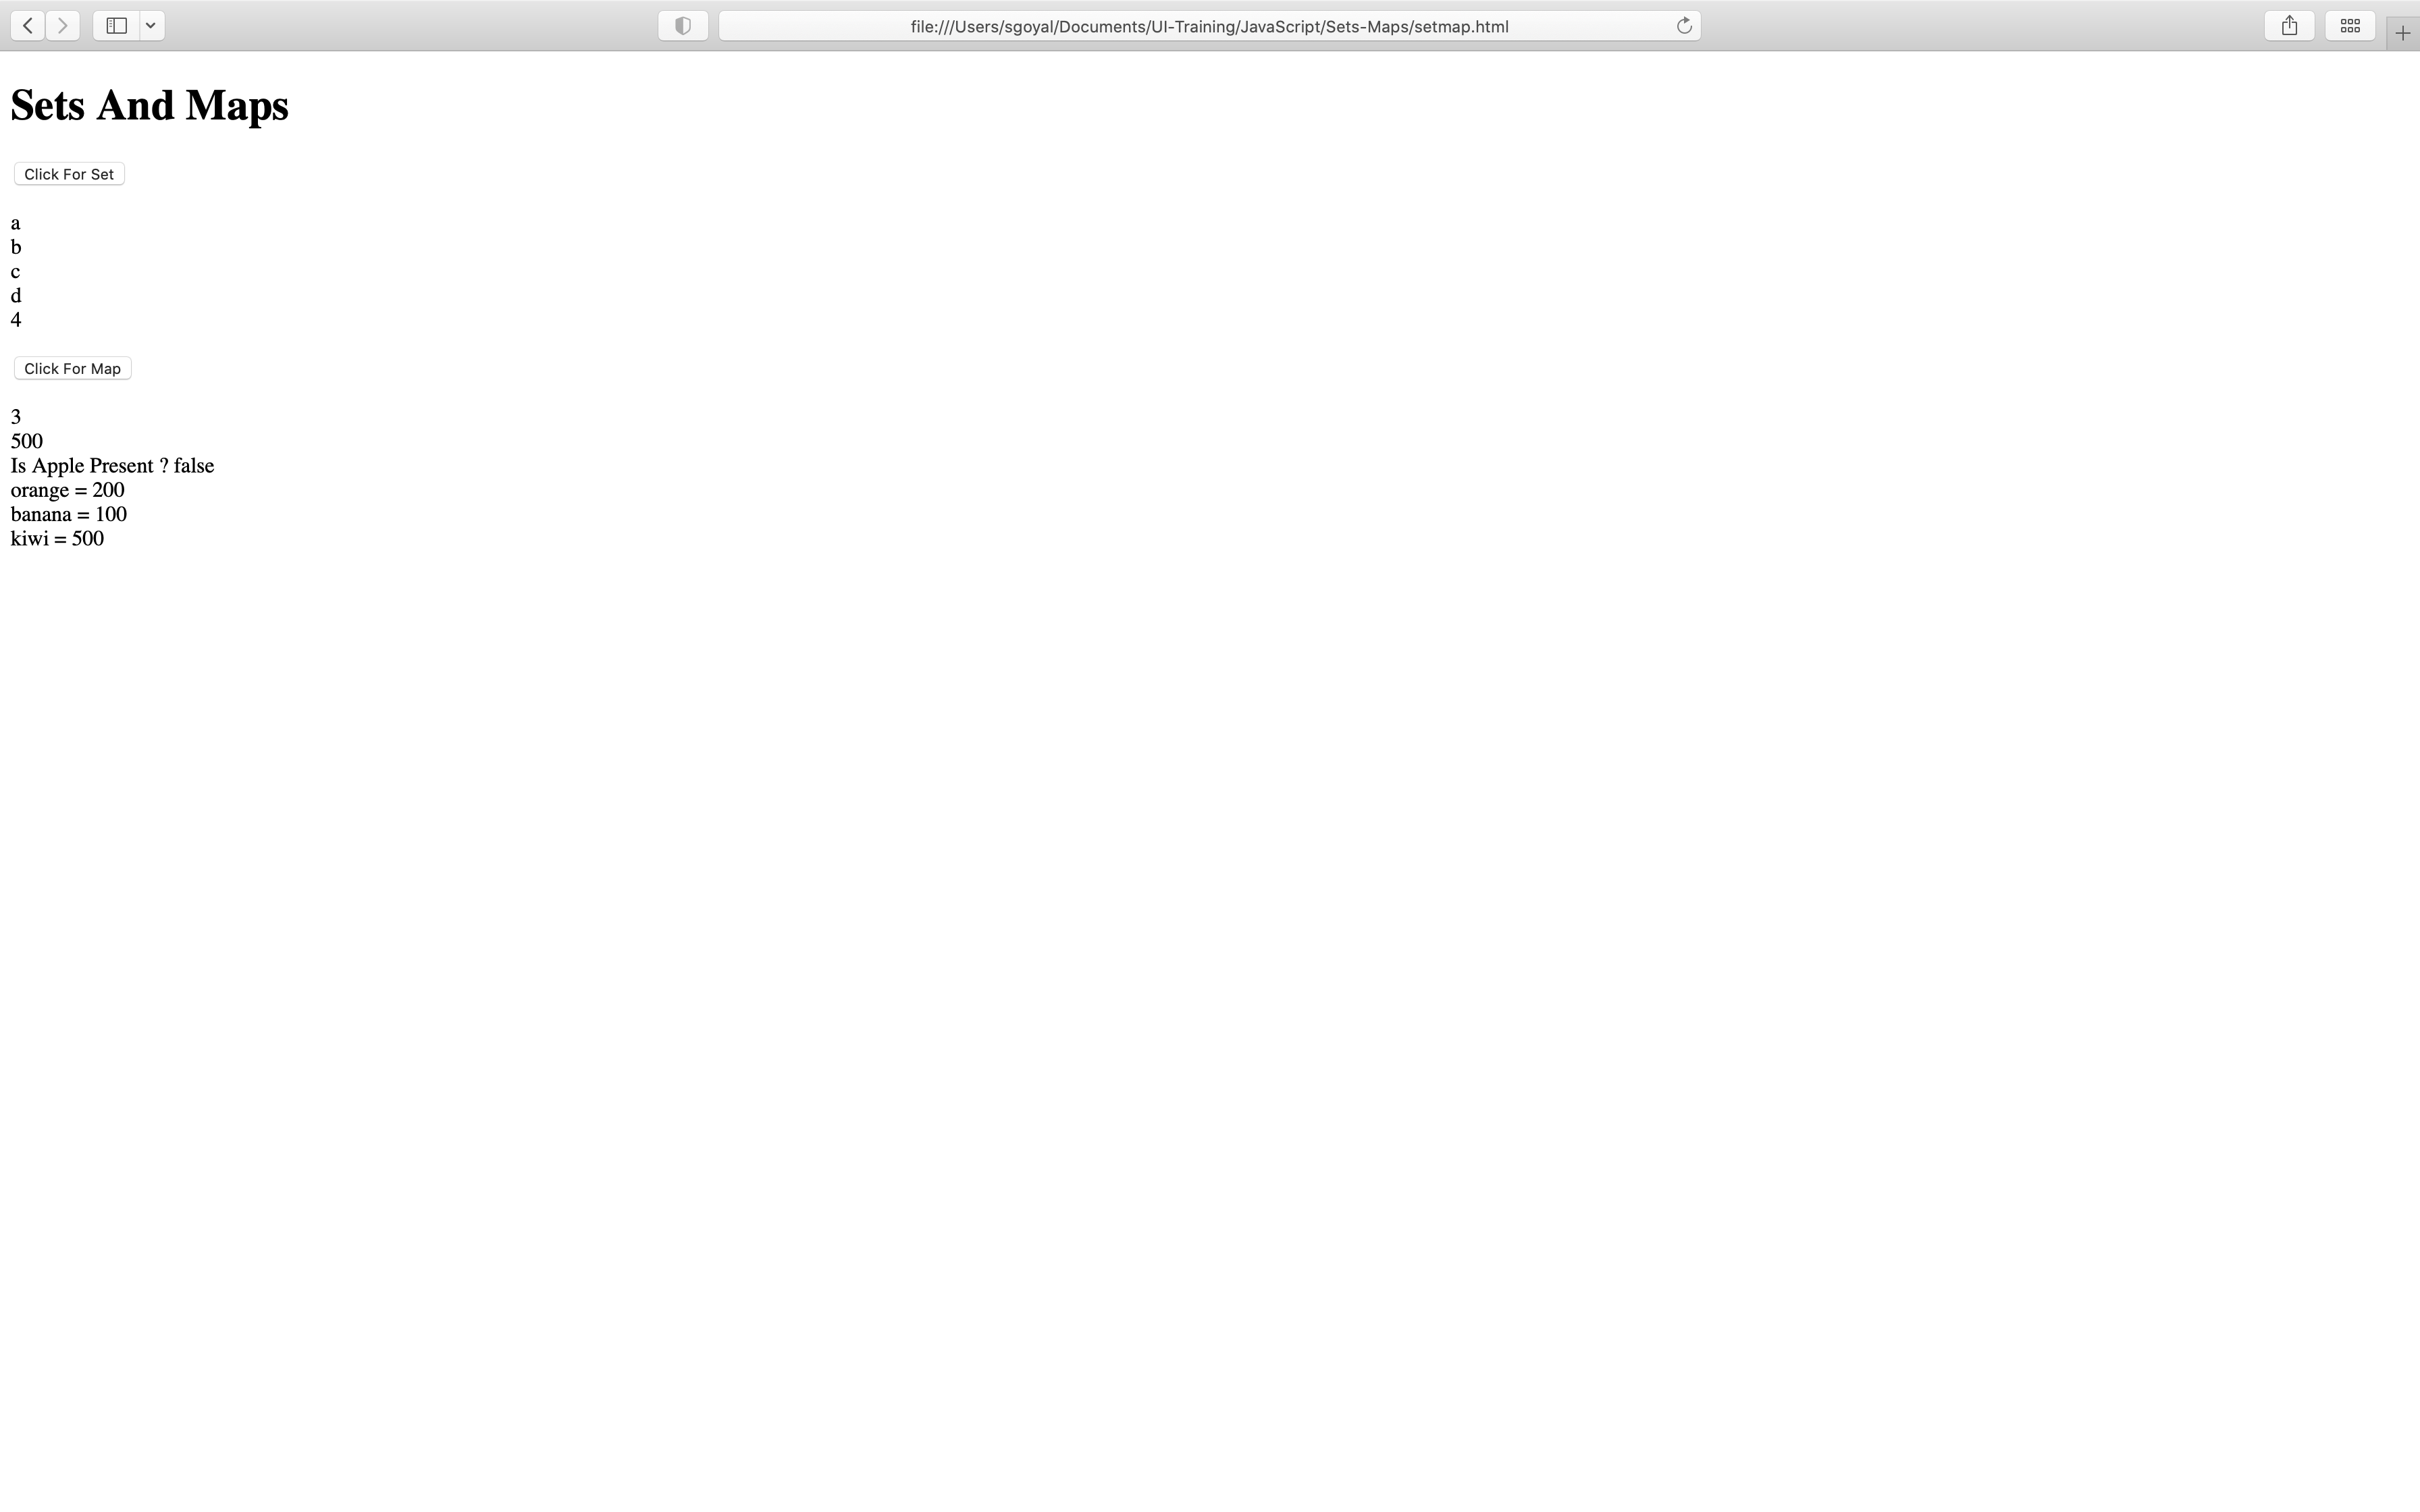 file:///Users/sgoyal/Documents/UI-Training/JavaScript/Sets-Maps/setmap.html
Sets And Maps
Click For Set
a
b
c
d
4
Click For Map
3
500
Is Apple Present ? false
orange = 200
banana = 100
kiwi = 500